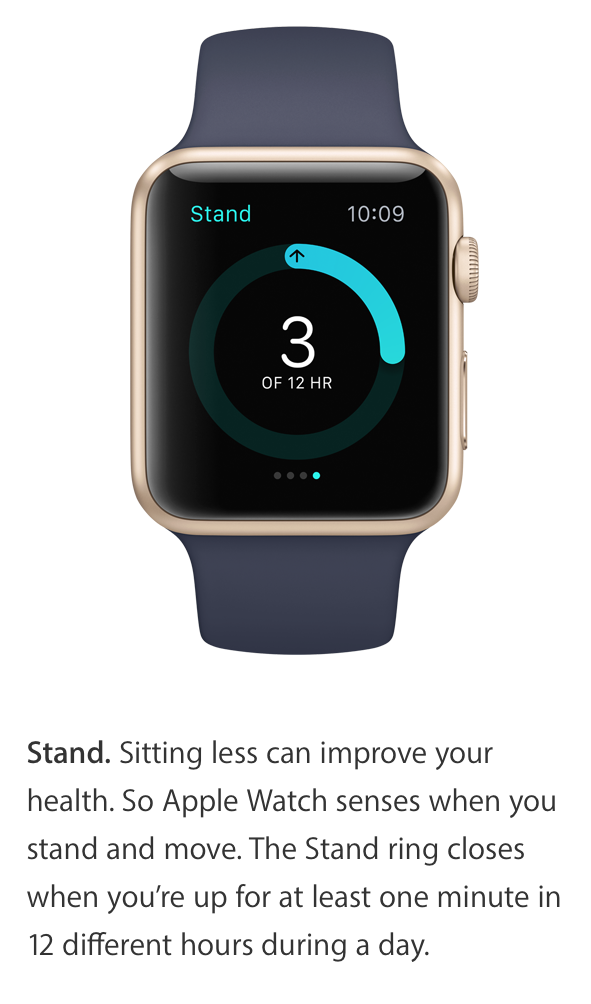 Stand 10:09
3
OF 12 HR
Stand. Sitting less can improve your
health. So Apple Watch senses when you
stand and move. The Stand ring closes
when you’re up for at least one minute in
12 different hours during a day.